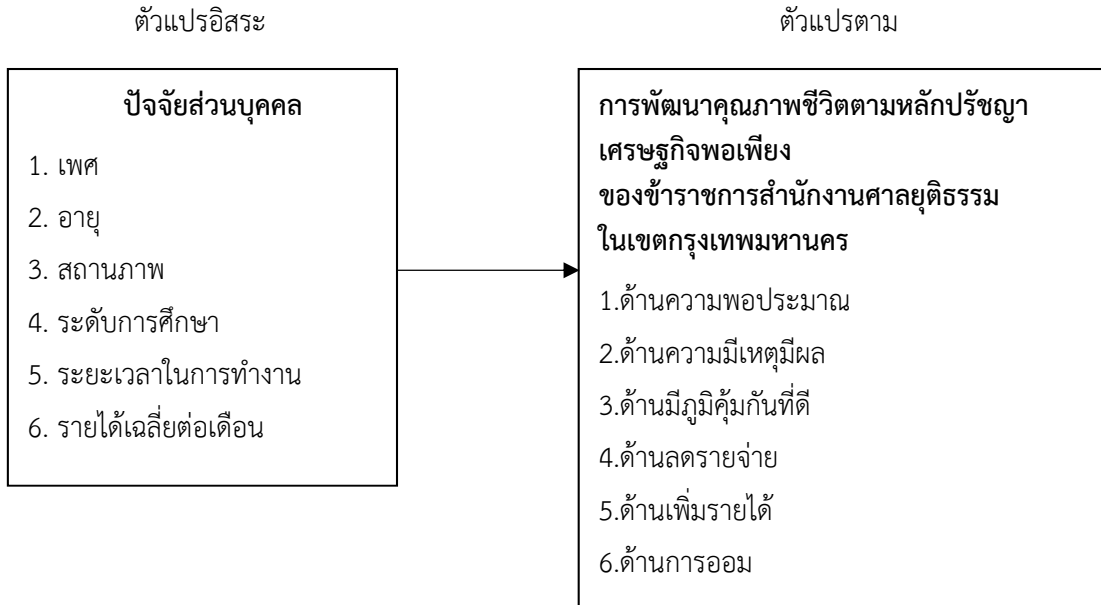 ตัวแปรอิสระ
ตัวแปรตาม
ปัจจัยส่วนบุคคล
1. เพศ
2. อายุ
3. สถานภาพ
4. ระดับการศึกษา
5. ระยะเวลาในการทำงาน
6. รายได้เฉลี่ยต่อเดือน
การพัฒนาคุณภาพชีวิตตามหลักปรัชญา
เศรษฐกิจพอเพียง
ของข้าราชการสำนักงานศาลยุติธรรม
ในเขตกรุงเทพมหานคร
1.ด้านความพอประมาณ
2.ด้านความมีเหตุมีผล
3.ด้านมีภูมิคุ้มกันที่ดี
4.ด้านลดรายจ่าย
5.ด้านเพิ่มรายได้
6.ด้านการออม